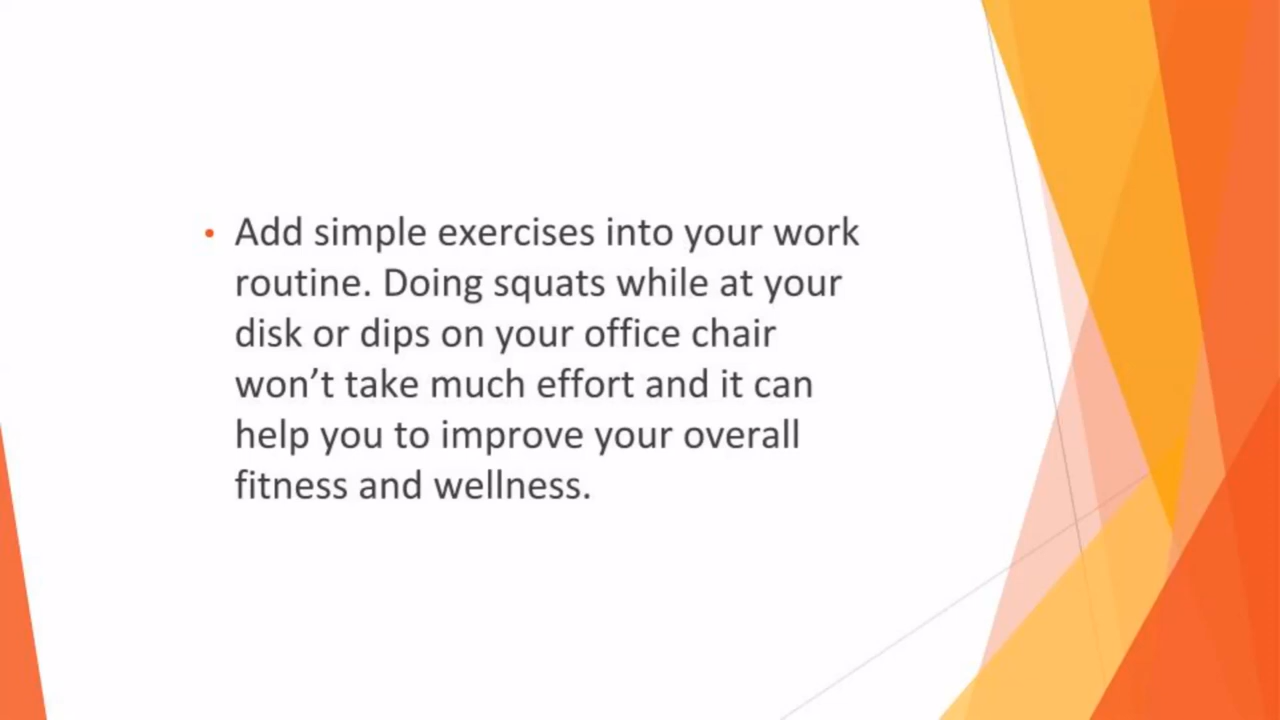 • Add simple exercises into your work
routine. Doing squats while at your
disk or dips on your office chair
won’t take much effort and it can
help you to improve your overall
fitness and wellness.